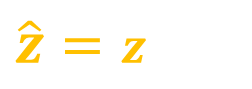 ẑ = z